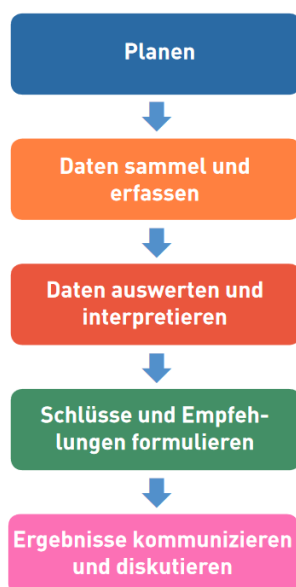 Planen
Daten sammel und
erfassen
Daten auswerten und
interpretieren
Schlüsse und Empfeh-
lungen formulieren
Ergebnisse kommunizieren
und diskutieren